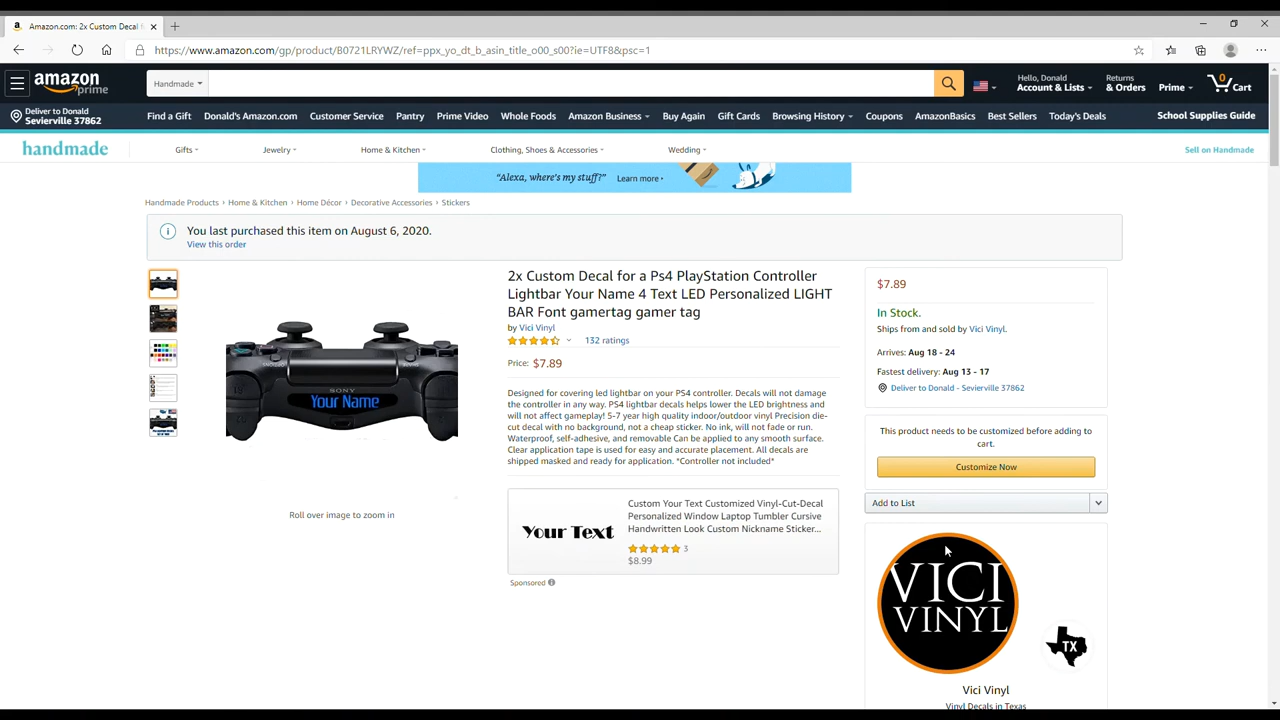 Amazon.com: 2x Custom Decal
https://www.amazon.com/gp/product/B0721LRYWZ/ref=ppx_yo_dt_b_asin_title_o00_s00?ie=UTF8&psc=1
amazon prime
Handmade
Hello, Donald
Account & Lists
Returns
& Orders
Prime
0
Cart
Deliver to Donald
Sevierville 37862
Find a Gift Donald's Amazon.com Customer Service Pantry Prime Video Whole Foods Amazon Business Buy Again Gift Cards Browsing History Coupons AmazonBasics Best Sellers Today's Deals
School Supplies Guide
handmade Gifts Jewelry Home & Kitchen Clothing, Shoes & Accessories Wedding Sell on Handmade
"Alexa, where's my stuff?" Learn more ›
Handmade Products › Home & Kitchen › Home Décor › Decorative Accessories › Stickers
You last purchased this item on August 6, 2020.
View this order
SONY
Your Name
Roll over image to zoom in
2x Custom Decal for a Ps4 PlayStation Controller
Lightbar Your Name 4 Text LED Personalized LIGHT
BAR Font gamertag gamer tag
by Vici Vinyl
132 ratings
Price: $7.89
Designed for covering led lightbar on your PS4 controller. Decals will not damage
the controller in any way. PS4 lightbar decals helps lower the LED brightness and
will not affect gameplay! 5-7 year high quality indoor/outdoor vinyl Precision die-
cut decal with no background, not a cheap sticker. No ink, will not fade or run.
Waterproof, self-adhesive, and removable Can be applied to any smooth surface.
Clear application tape is used for easy and accurate placement. All decals are
shipped masked and ready for application. *Controller not included*
Your Text
Custom Your Text Customized Vinyl-Cut-Decal
Personalized Window Laptop Tumbler Cursive
Handwritten Look Custom Nickname Sticker...
3
$8.99
Sponsored
$7.89
In Stock.
Ships from and sold by Vici Vinyl.
Arrives: Aug 18 - 24
Fastest delivery: Aug 13 - 17
Deliver to Donald - Sevierville 37862
This product needs to be customized before adding to
cart.
Customize Now
Add to List
VICI
VINYL
TX
Vici Vinyl
Vinyl Decals in Texas